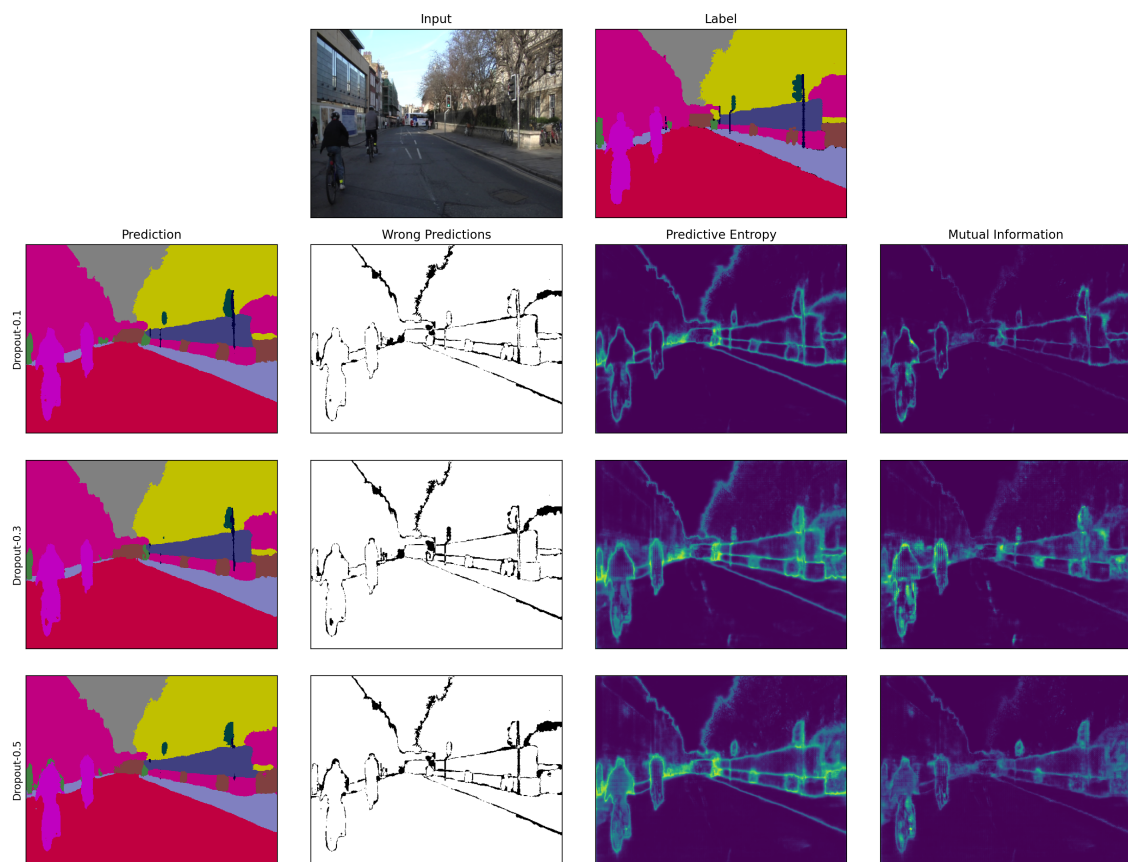 Input
Label
Prediction
Wrong Predictions
Predictive Entropy
Mutual Information
Dropout-0.1
Dropout-0.3
Dropout-0.5